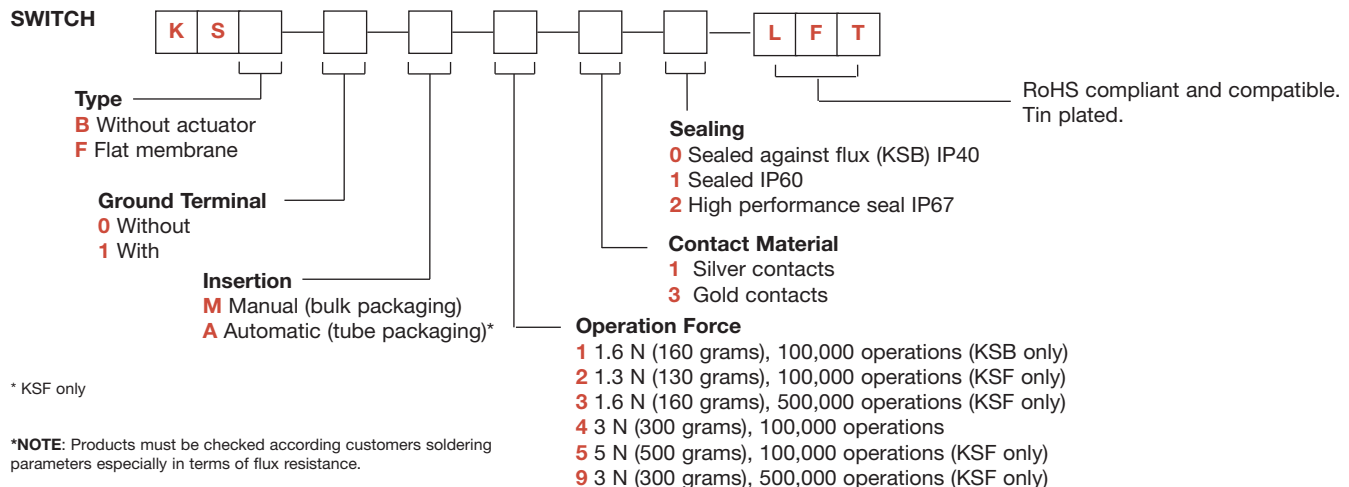 SWITCH
K S L F T
Type
B Without actuator
F Flat membrane
Ground Terminal
0 Without
1 With
Insertion
M Manual (bulk packaging)
A Automatic (tube packaging)*
Operation Force
1 1.6 N (160 grams), 100,000 operations (KSB only)
2 1.3 N (130 grams), 100,000 operations (KSF only)
3 1.6 N (160 grams), 500,000 operations (KSF only)
4 3 N (300 grams), 100,000 operations
5 5 N (500 grams), 100,000 operations (KSF only)
9 3 N (300 grams), 500,000 operations (KSF only)
Contact Material
1 Silver contacts
3 Gold contacts
Sealing
0 Sealed against flux (KSB) IP40
1 Sealed IP60
2 High performance seal IP67
RoHS compliant and compatible.
Tin plated.
* KSF only
*NOTE: Products must be checked according customers soldering
parameters especially in terms of flux resistance.